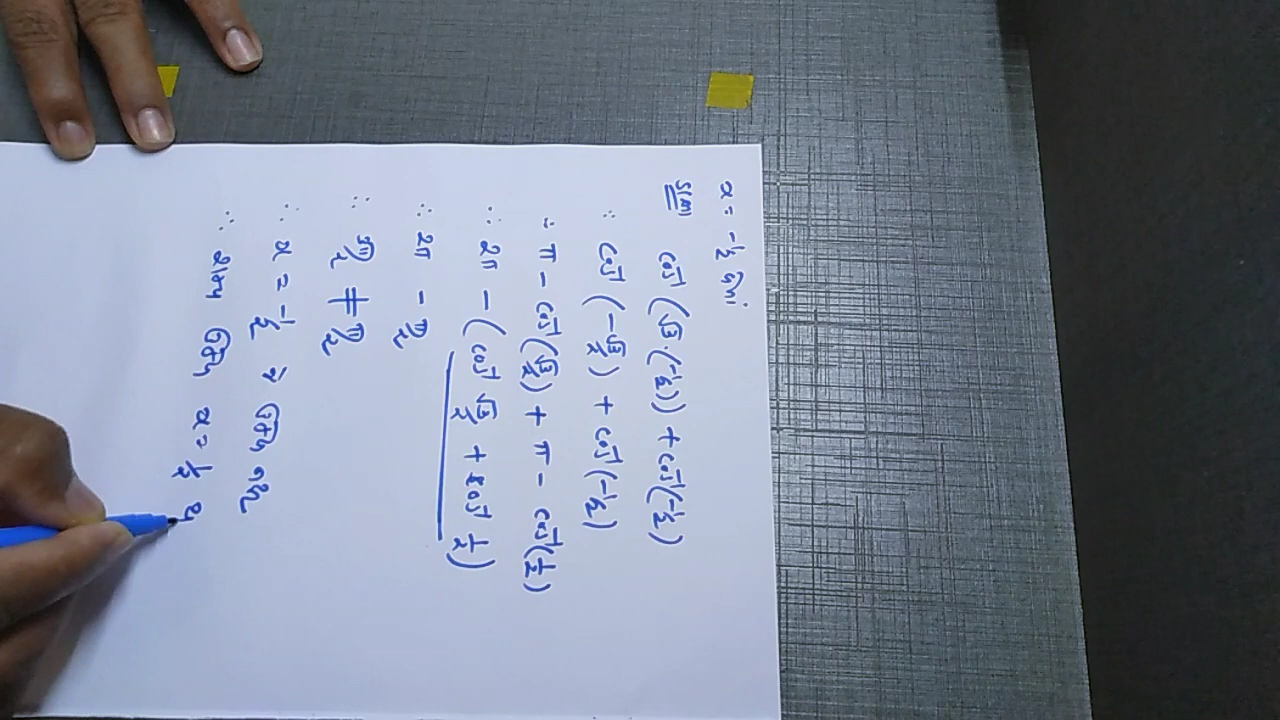 x = -1/2 લેતાં
cos⁻¹(√3·(-1/2)) + cos⁻¹(-1/2)
∴ cos⁻¹(-√3/2) + cos⁻¹(-1/2)
∴ π - cos⁻¹(√3/2) + π - cos⁻¹(1/2)
∴ 2π - (cos⁻¹ √3/2 + cos⁻¹ 1/2)
∴ 2π - π/2
∴ 3π/2 ≠ π/2
∴ x = -1/2 એ ઉકેલ નથી
∴ ઉકેલ x = 1/2